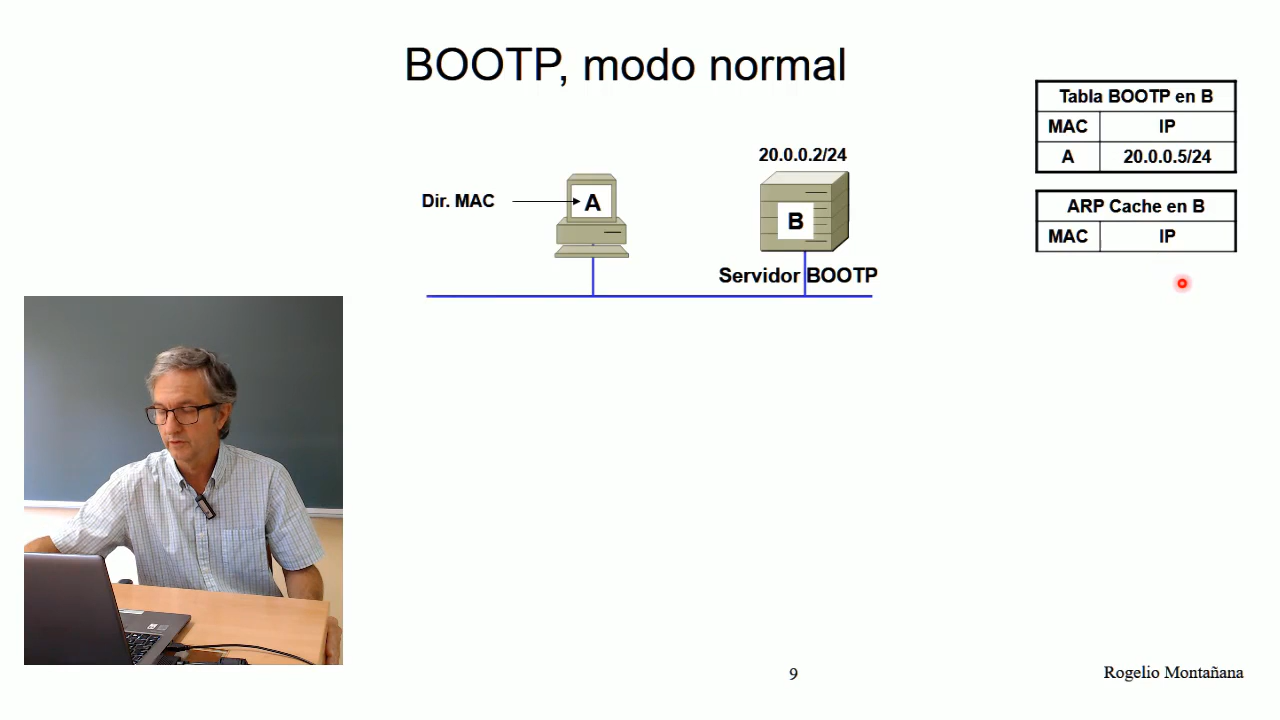 BOOTP, modo normal
Tabla BOOTP en B
MAC IP
A 20.0.0.5/24
ARP Cache en B
MAC IP
20.0.0.2/24
Dir. MAC
A
B
Servidor BOOTP
9
Rogelio Montañana